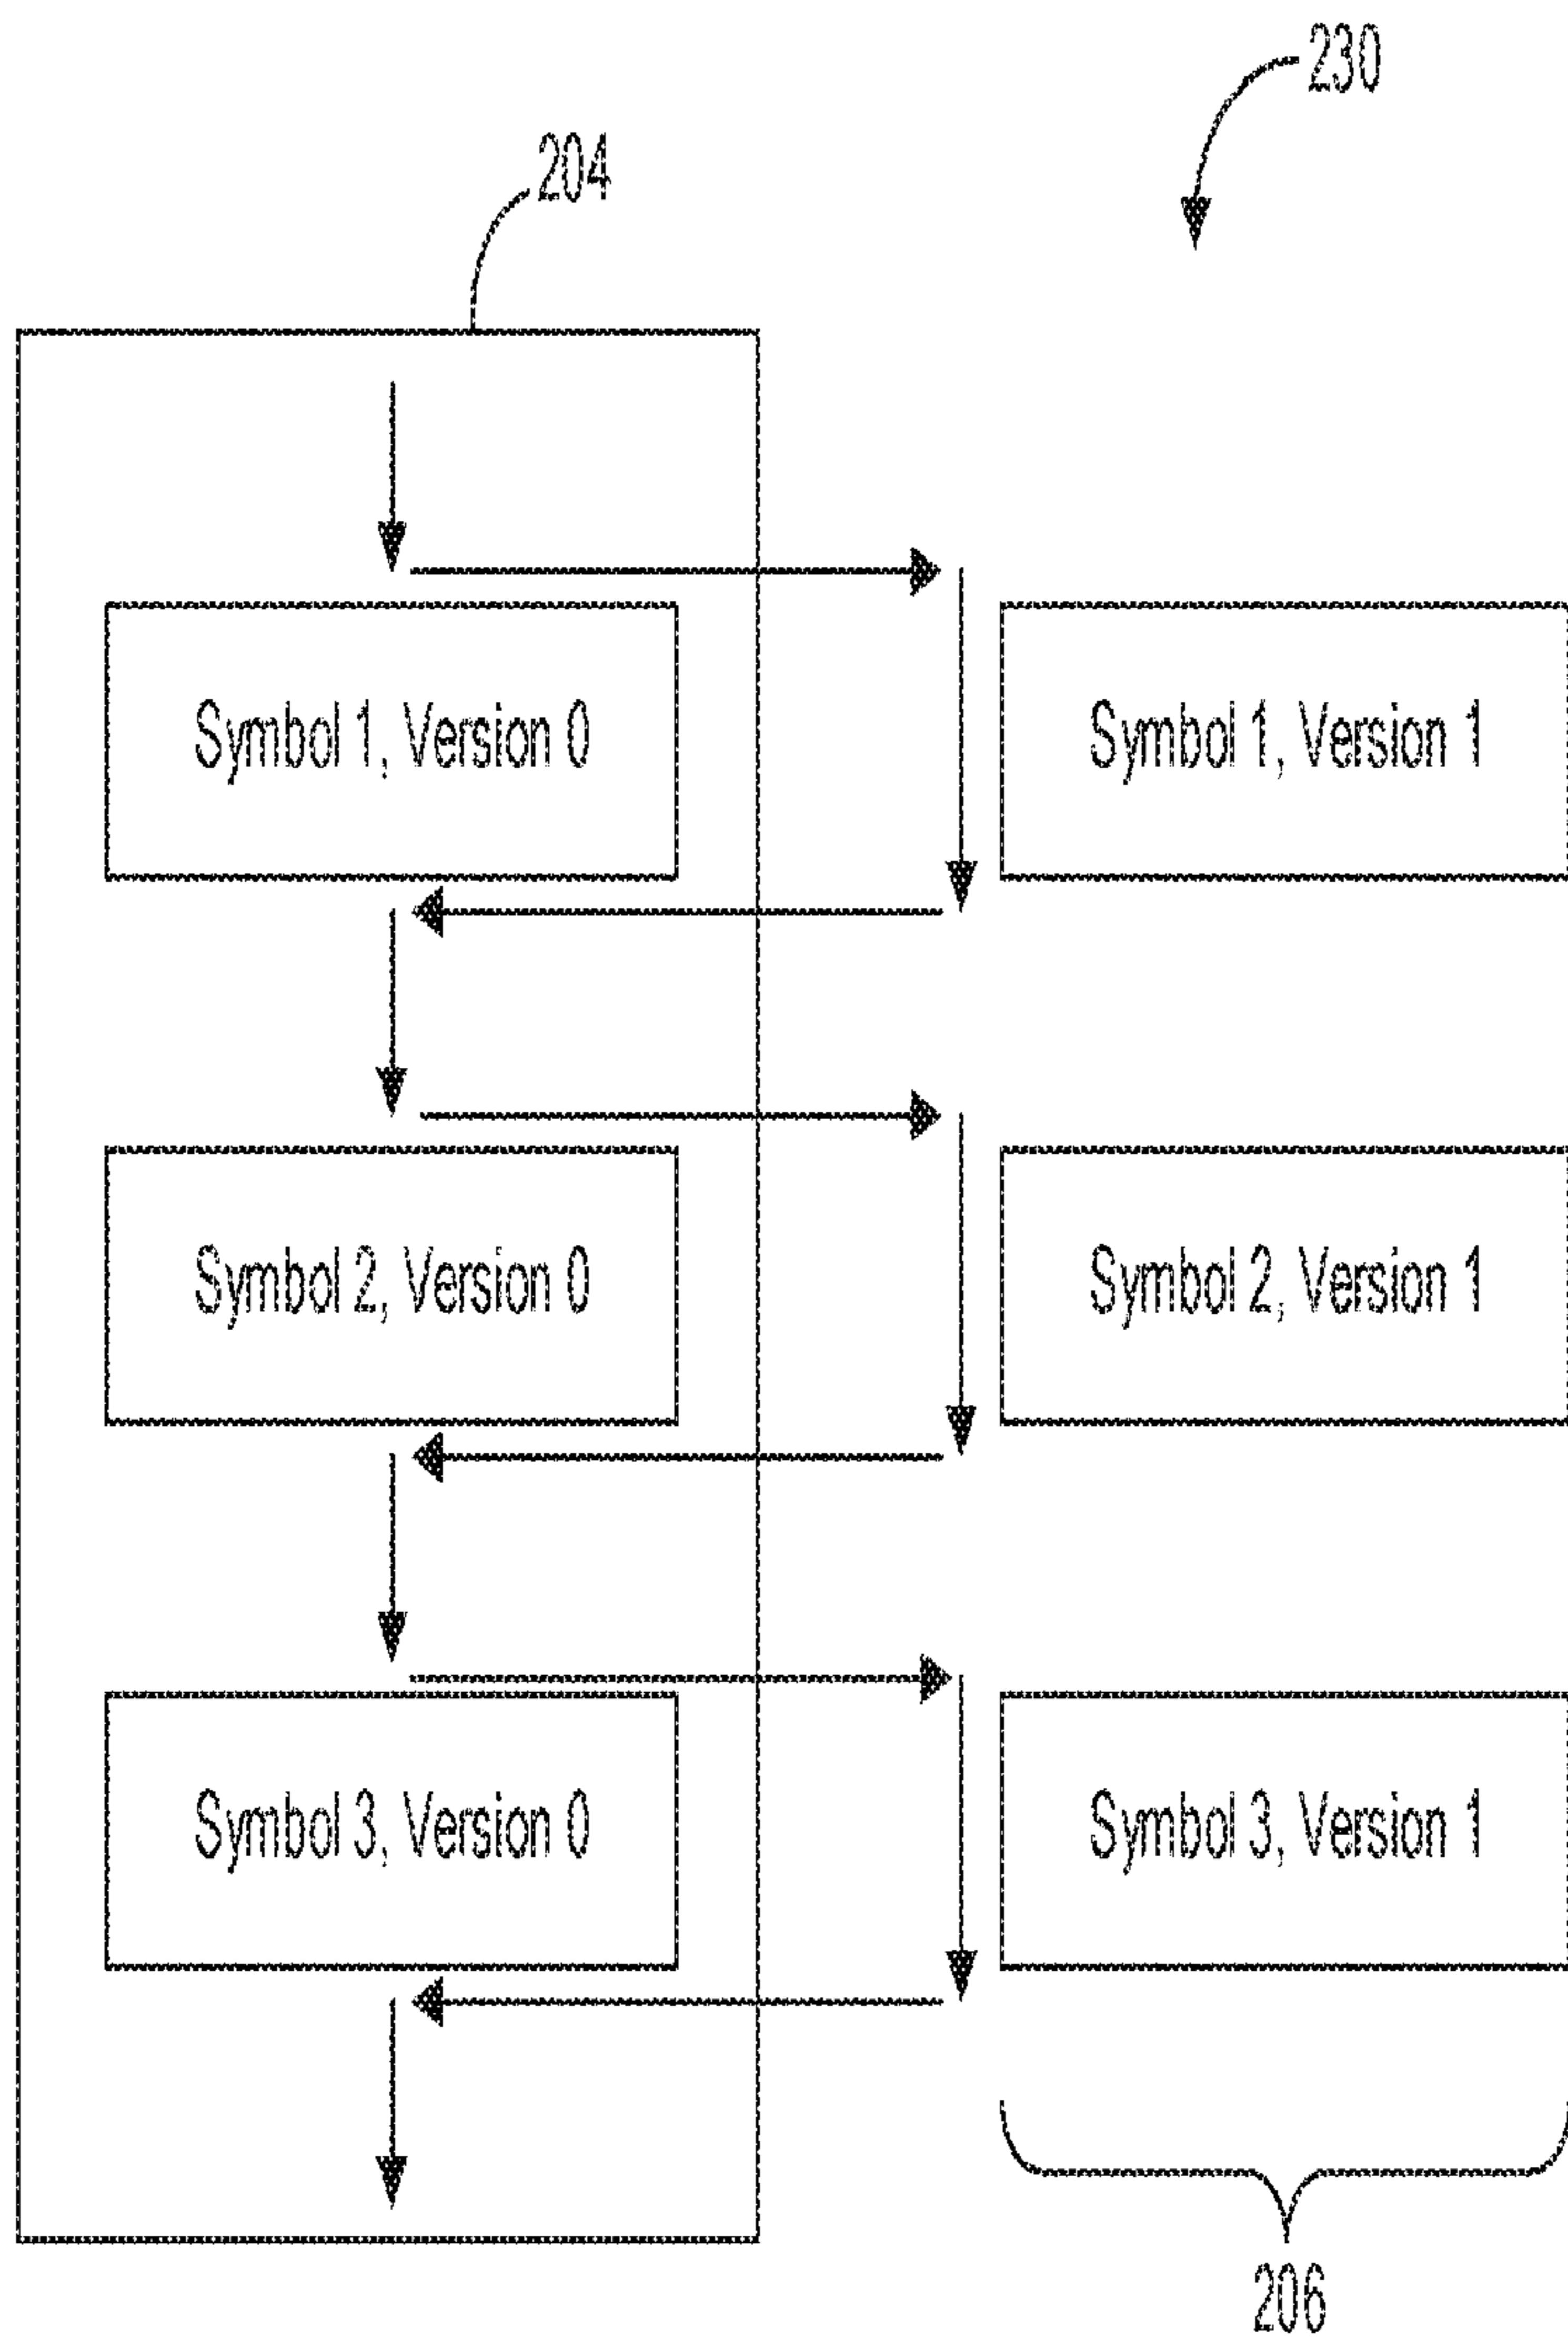 230
204
Symbol 1, Version 0
Symbol 1, Version 1
Symbol 2, Version 0
Symbol 2, Version 1
Symbol 3, Version 0
Symbol 3, Version 1
206